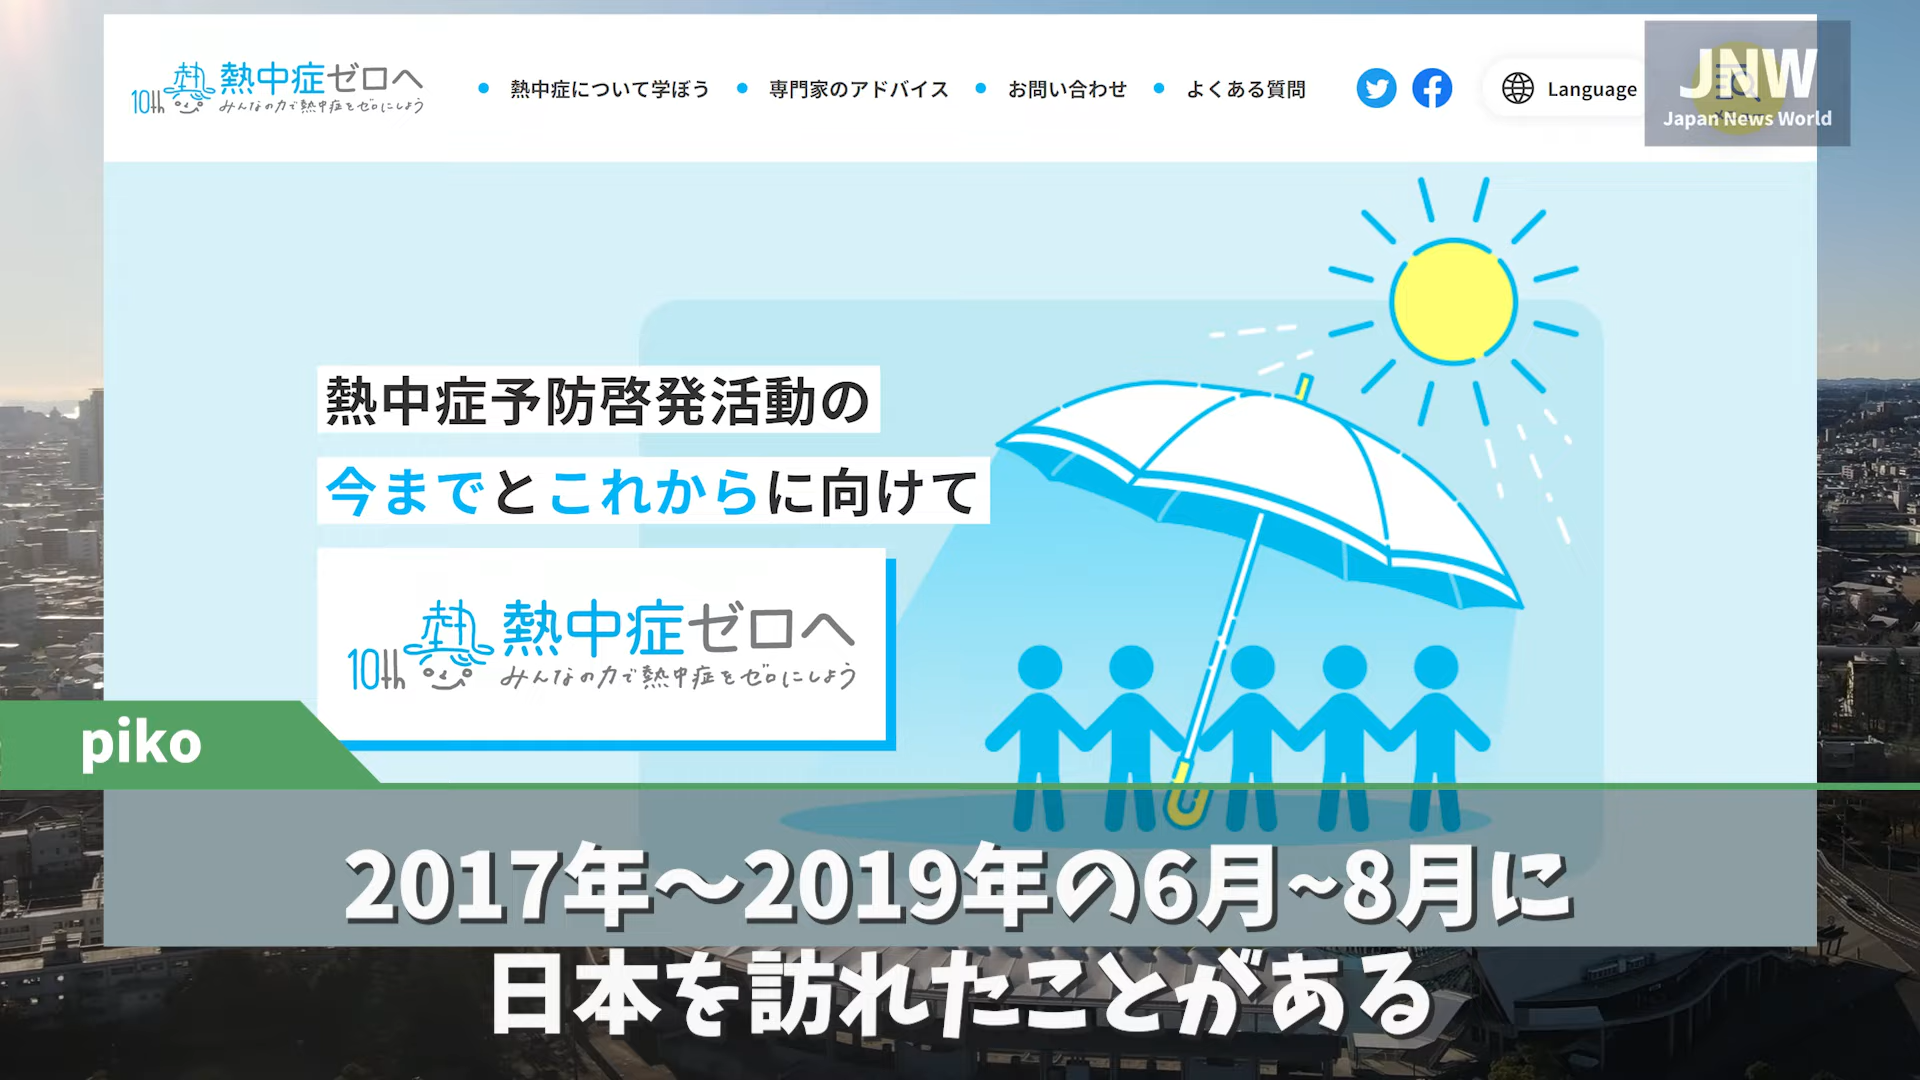 10th 熱中症ゼロへ
みんなの力で熱中症をゼロにしよう
熱中症について学ぼう
専門家のアドバイス
お問い合わせ
よくある質問
Language
JNW
Japan News World
熱中症予防啓発活動の
今までとこれからに向けて
10th 熱 熱中症ゼロへ
みんなの力で熱中症をゼロにしよう
piko
2017年～2019年の6月~8月に
日本を訪れたことがある